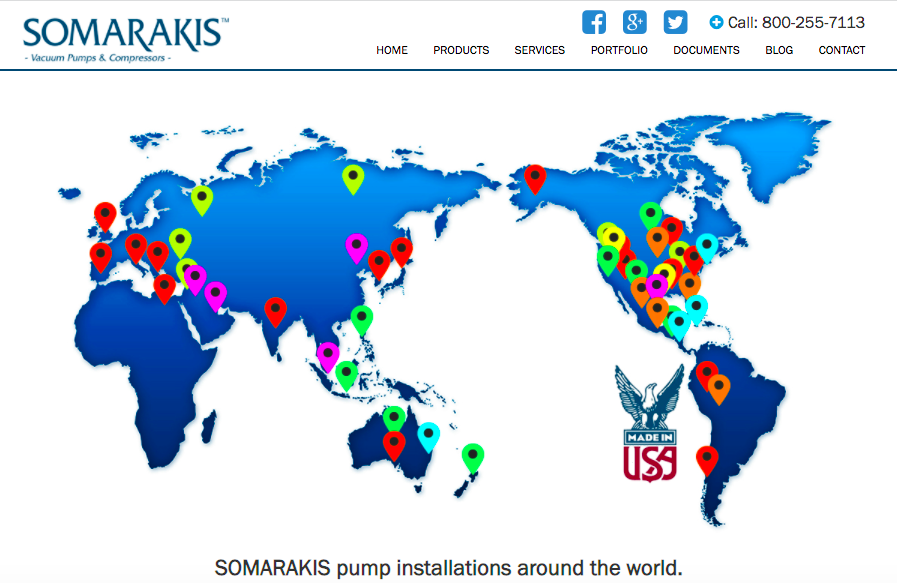 SOMARAKIS™
- Vacuum Pumps & Compressors -
Call: 800-255-7113
HOME PRODUCTS SERVICES PORTFOLIO DOCUMENTS BLOG CONTACT
MADE IN
USA
SOMARAKIS pump installations around the world.